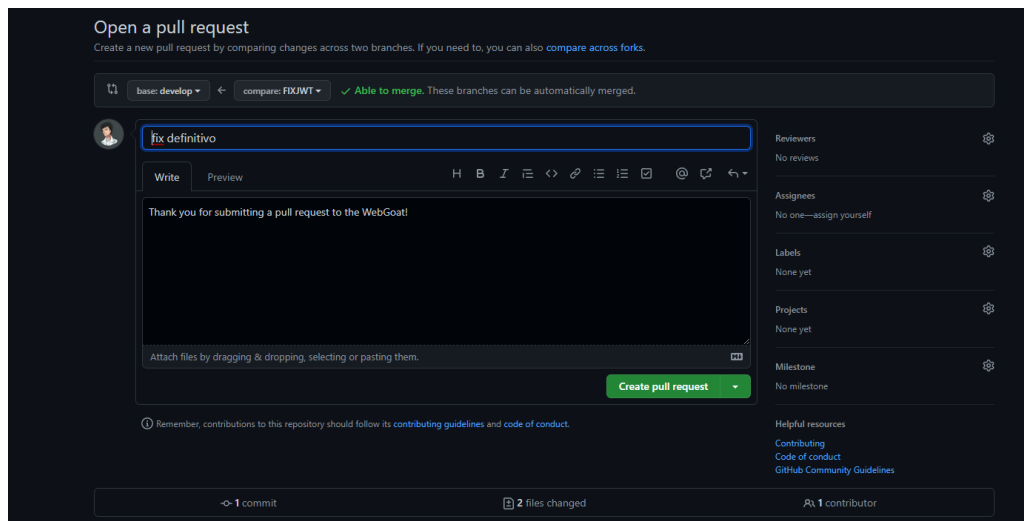 Open a pull request
Create a new pull request by comparing changes across two branches. If you need to, you can also compare across forks.
base: develop compare: FIXJWT Able to merge. These branches can be automatically merged.
fix definitivo
Write Preview
Thank you for submitting a pull request to the WebGoat!
Attach files by dragging & dropping, selecting or pasting them.
Create pull request
Remember, contributions to this repository should follow its contributing guidelines and code of conduct.
Reviewers
No reviews
Assignees
No one—assign yourself
Labels
None yet
Projects
None yet
Milestone
No milestone
Helpful resources
Contributing
Code of conduct
GitHub Community Guidelines
1 commit 2 files changed 1 contributor